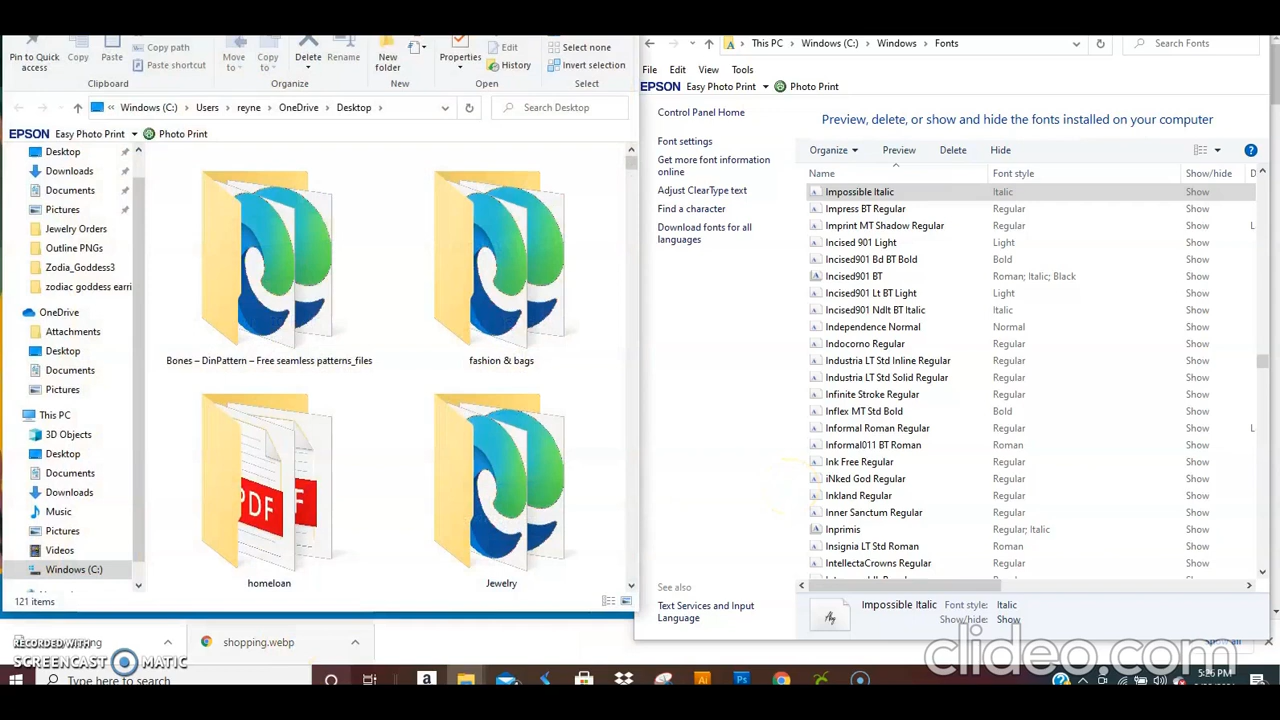 Pin to Quick access
Copy
Paste
Copy path
Paste shortcut
Move to
Copy to
Delete
Rename
New folder
Properties
Edit
History
Select none
Invert selection
Clipboard
Organize
New
Open
Select
Windows (C:) Users reyne OneDrive Desktop
Search Desktop
EPSON Easy Photo Print Photo Print
Desktop
Downloads
Documents
Pictures
Jewelry Orders
Outline PNGs
Zodia_Goddess3
zodiac goddess earri
OneDrive
Attachments
Desktop
Documents
Pictures
This PC
3D Objects
Desktop
Documents
Downloads
Music
Pictures
Videos
Windows (C:)
Bones – DinPattern – Free seamless patterns_files
fashion & bags
PDF
F
homeloan
Jewelry
121 items
This PC Windows (C:) Windows Fonts
Search Fonts
File Edit View Tools
EPSON Easy Photo Print Photo Print
Control Panel Home
Font settings
Get more font information online
Adjust ClearType text
Find a character
Download fonts for all languages
See also
Text Services and Input Language
Preview, delete, or show and hide the fonts installed on your computer
Organize Preview Delete Hide
Name Font style Show/hide D
Impossible Italic Italic Show
Impress BT Regular Regular Show
Imprint MT Shadow Regular Regular Show L
Incised 901 Light Light Show
Incised901 Bd BT Bold Bold Show
Incised901 BT Roman; Italic; Black Show
Incised901 Lt BT Light Light Show
Incised901 NdIt BT Italic Italic Show
Independence Normal Normal Show
Indocorno Regular Regular Show
Industria LT Std Inline Regular Regular Show
Industria LT Std Solid Regular Regular Show
Infinite Stroke Regular Regular Show
Inflex MT Std Bold Bold Show
Informal Roman Regular Regular Show L
Informal011 BT Roman Roman Show
Ink Free Regular Regular Show
iNked God Regular Regular Show
Inkland Regular Regular Show
Inner Sanctum Regular Regular Show
Inprimis Regular; Italic Show
Insignia LT Std Roman Roman Show
IntellectaCrowns Regular Regular Show
Impossible Italic Font style: Italic
Show/hide: Show
RECORDED WITH
SCREENCAST MATIC
shopping.webp
clideo.com
Type here to search
5:26 PM